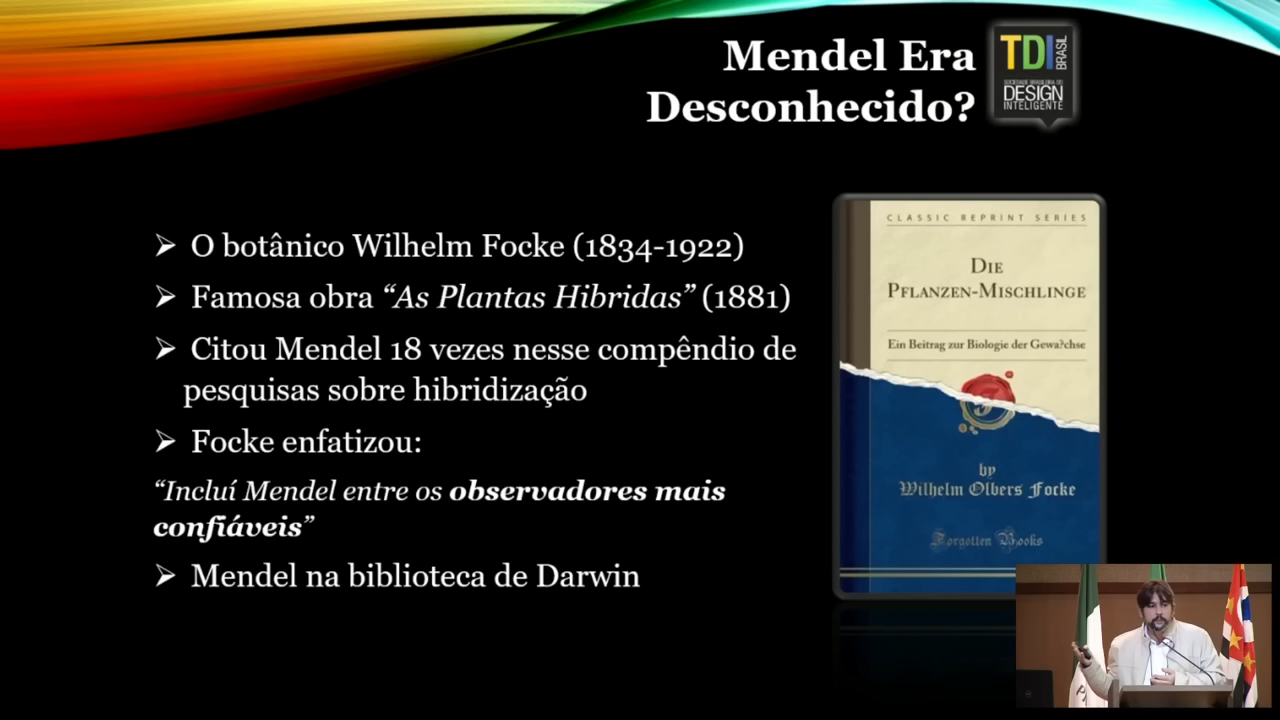 Mendel Era
Desconhecido?
TDI
BRASIL
SOCIEDADE BRASILEIRA DO
DESIGN
INTELIGENTE
➢ O botânico Wilhelm Focke (1834-1922)
➢ Famosa obra “As Plantas Hibridas” (1881)
➢ Citou Mendel 18 vezes nesse compêndio de
pesquisas sobre hibridização
➢ Focke enfatizou:
“Incluí Mendel entre os observadores mais
confiáveis”
➢ Mendel na biblioteca de Darwin
CLASSIC REPRINT SERIES
Die
Pflanzen-Mischlinge
Ein Beitrag zur Biologie der Gewa?chse
by
Wilhelm Olbers Focke
Forgotten Books